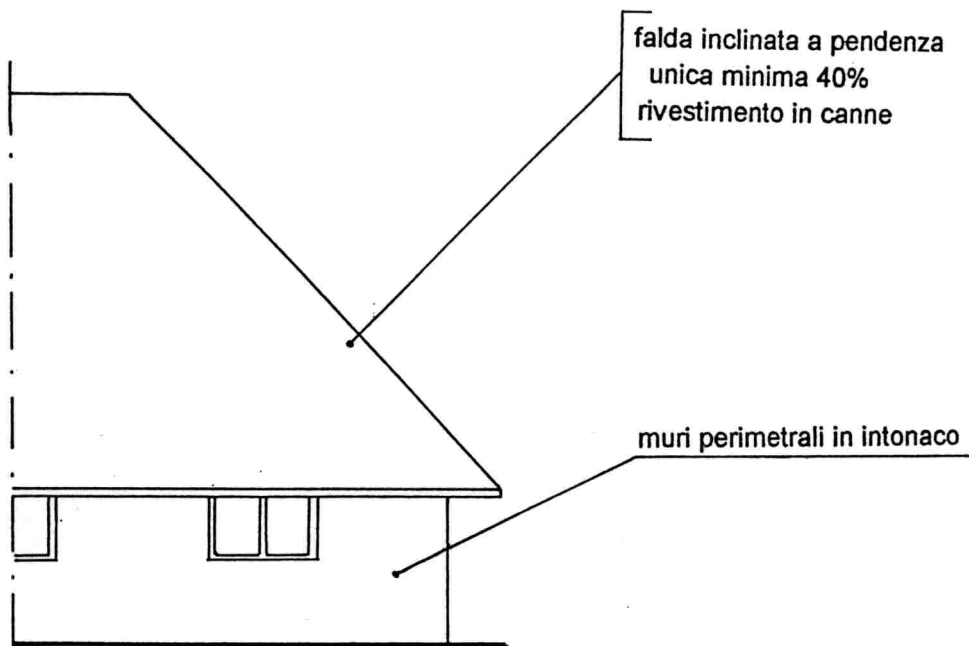 falda inclinata a pendenza
unica minima 40%
rivestimento in canne
muri perimetrali in intonaco